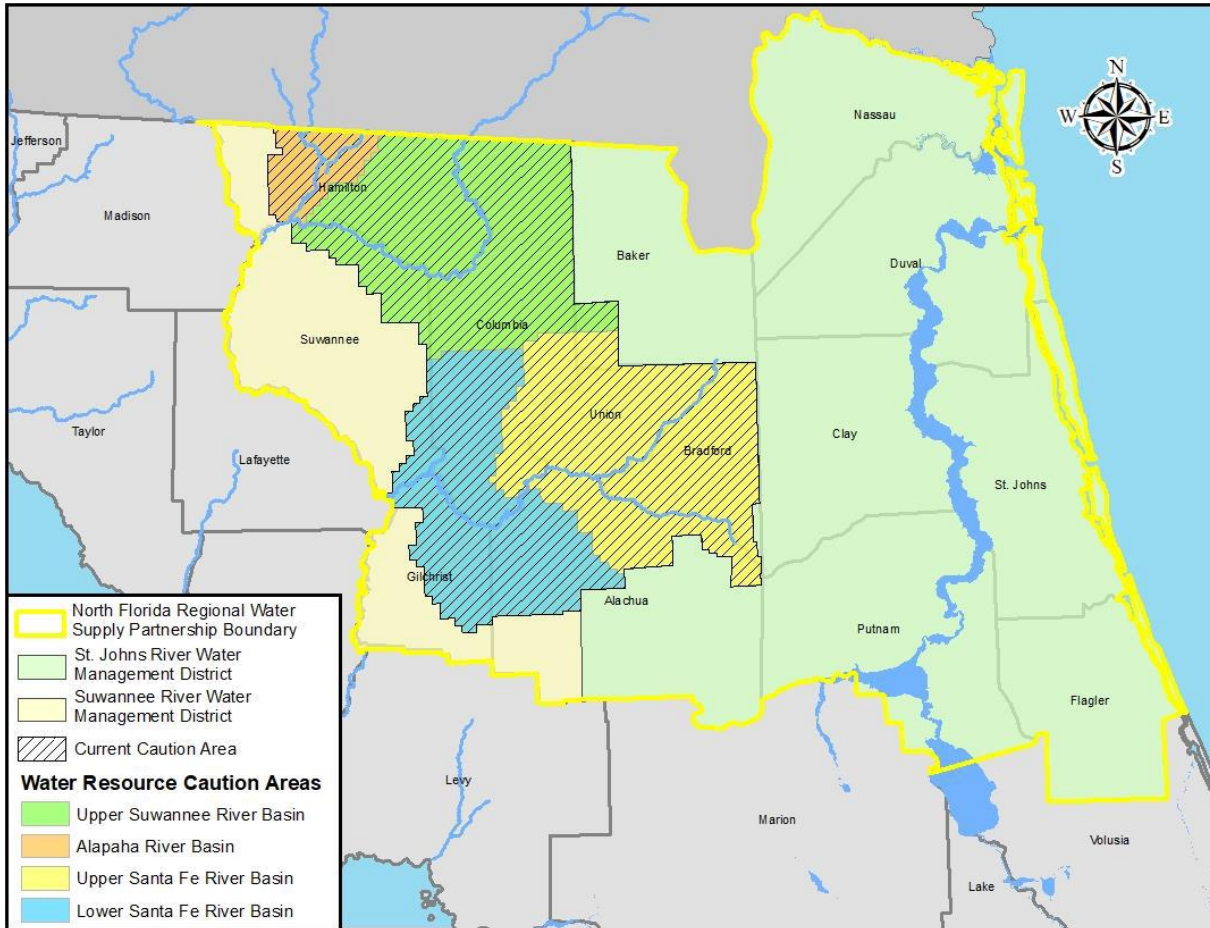 N
W E
S
Nassau
Jefferson
Hamilton
Madison
Baker
Duval
Suwannee
Columbia
Taylor
Union
Lafayette
Clay
Bradford
St. Johns
Gilchrist
Alachua
Putnam
Flagler
Levy
Marion
Volusia
Lake
North Florida Regional Water
Supply Partnership Boundary
St. Johns River Water
Management District
Suwannee River Water
Management District
Current Caution Area
Water Resource Caution Areas
Upper Suwannee River Basin
Alapaha River Basin
Upper Santa Fe River Basin
Lower Santa Fe River Basin